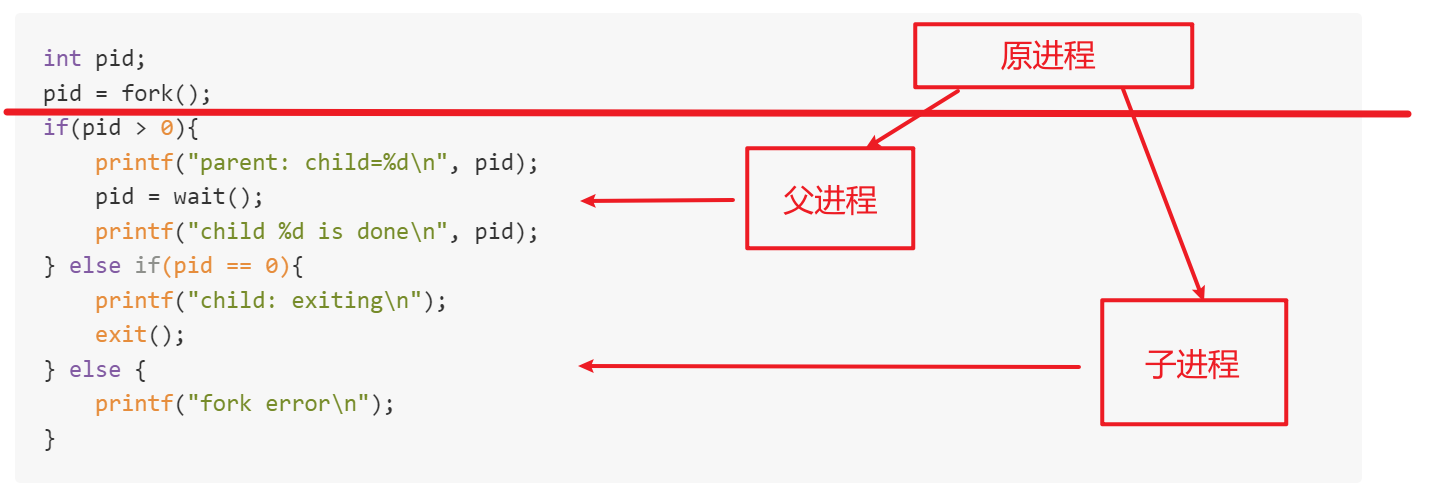 int pid;
pid = fork();
if(pid > 0){
    printf("parent: child=%d\n", pid);
    pid = wait();
    printf("child %d is done\n", pid);
} else if(pid == 0){
    printf("child: exiting\n");
    exit();
} else {
    printf("fork error\n");
}
原进程
父进程
子进程